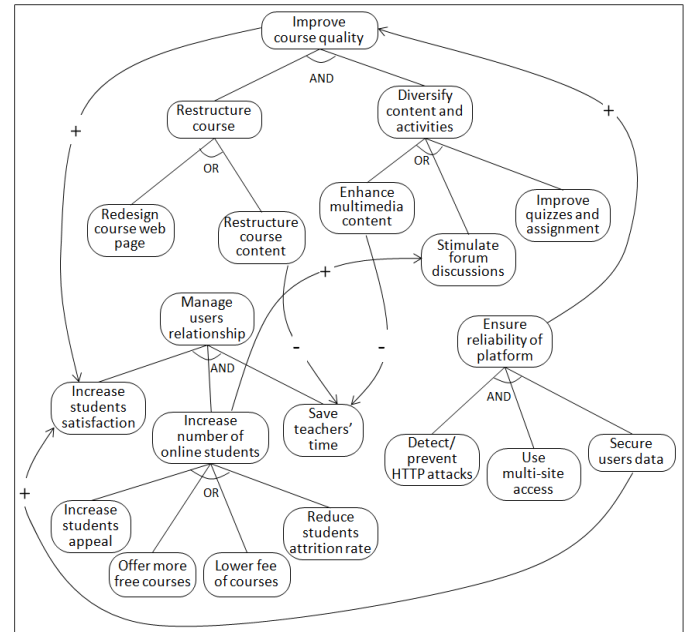 Improve
course quality
AND
Restructure
course
Diversify
content and
activities
+
+
OR
OR
Redesign
course web
page
Restructure
course
content
Enhance
multimedia
content
Improve
quizzes and
assignment
Stimulate
forum
discussions
+
Manage
users
relationship
Ensure
reliability of
platform
-
-
AND
AND
Increase
students
satisfaction
Increase
number of
online students
Save
teachers'
time
Detect/
prevent
HTTP attacks
Use
multi-site
access
Secure
users data
+
OR
Increase
students
appeal
Offer more
free courses
Lower fee
of courses
Reduce
students
attrition rate